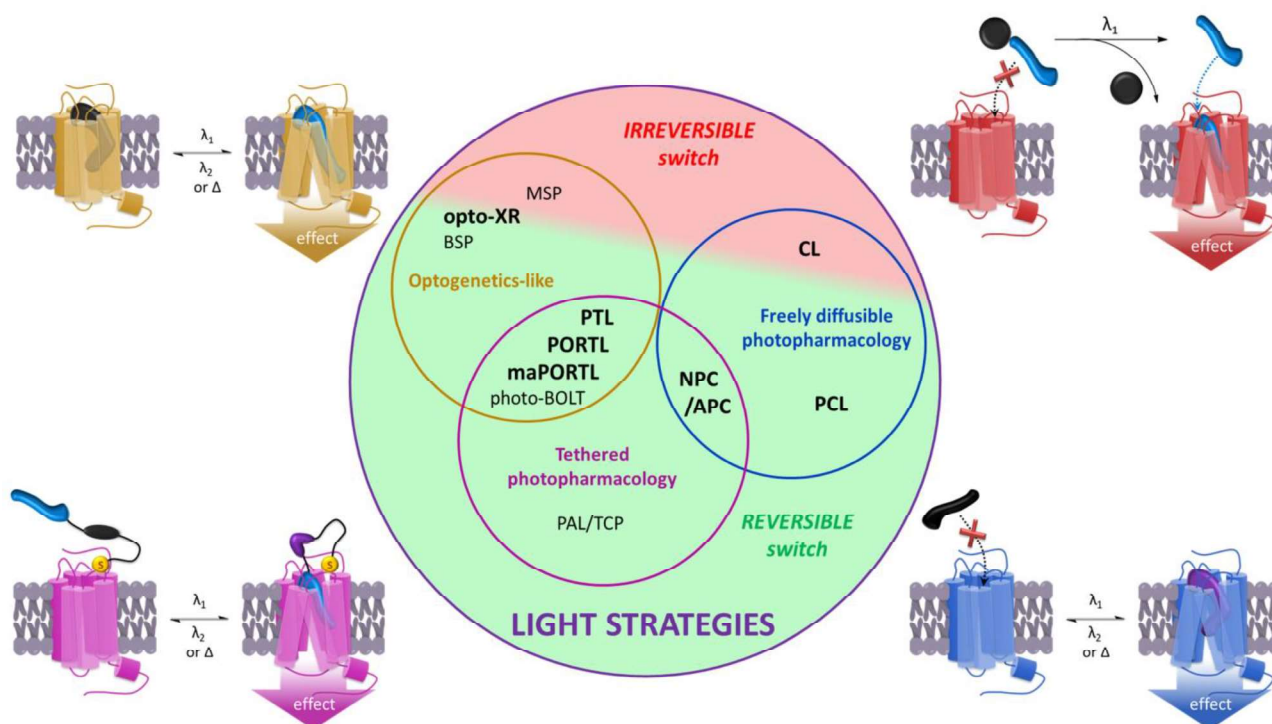 λ₁
λ₂
or Δ
effect
λ₁
effect
IRREVERSIBLE
switch
MSP
opto-XR
BSP
Optogenetics-like
CL
Freely diffusible
photopharmacology
PTL
PORTL
maPORTL
photo-BOLT
NPC
/APC
PCL
Tethered
photopharmacology
PAL/TCP
REVERSIBLE
switch
LIGHT STRATEGIES
S
λ₁
λ₂
or Δ
S
effect
λ₁
λ₂
or Δ
effect